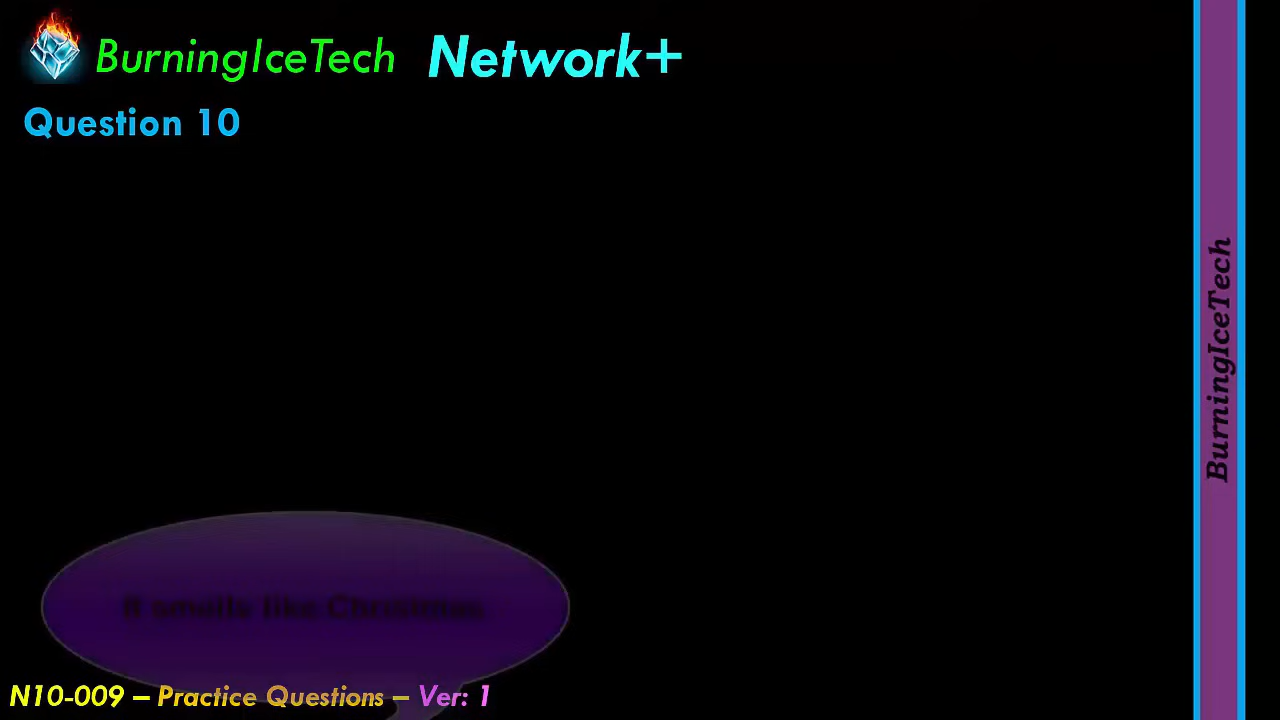 BurningIceTech Network+
Question 10
BurningIceTech
It smells like Christmas
N10-009 – Practice Questions – Ver: 1